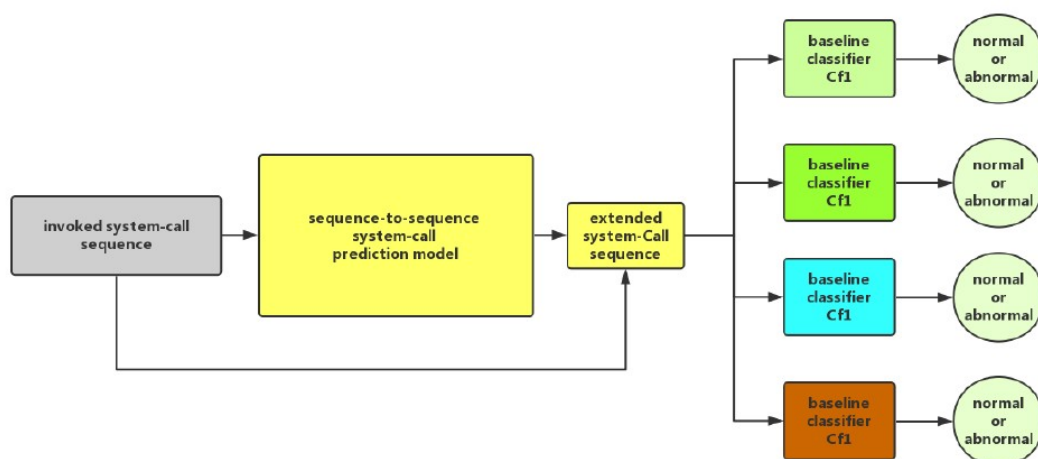 invoked system-call
sequence
sequence-to-sequence
system-call
prediction model
extended
system-Call
sequence
baseline
classifier
Cf1
normal
or
abnormal
baseline
classifier
Cf1
normal
or
abnormal
baseline
classifier
Cf1
normal
or
abnormal
baseline
classifier
Cf1
normal
or
abnormal